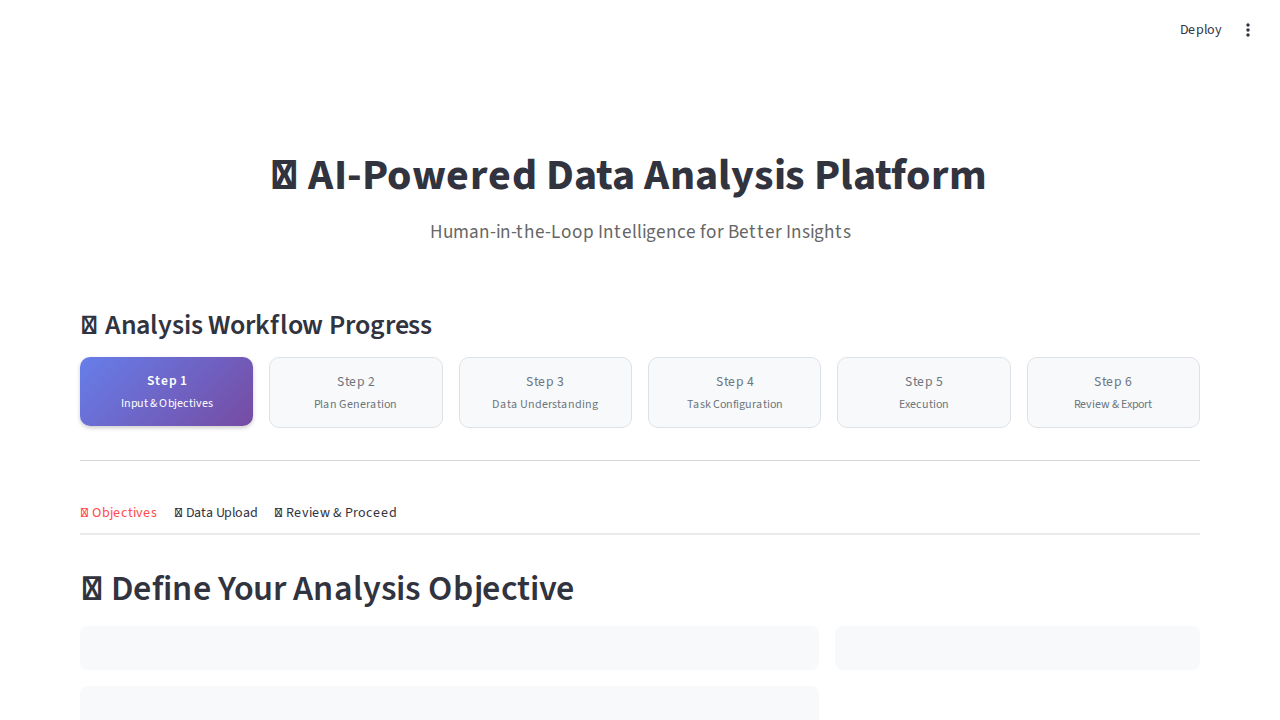 Deploy
AI-Powered Data Analysis Platform
Human-in-the-Loop Intelligence for Better Insights
Analysis Workflow Progress
Step 1
Input & Objectives
Step 2
Plan Generation
Step 3
Data Understanding
Step 4
Task Configuration
Step 5
Execution
Step 6
Review & Export
Objectives
Data Upload
Review & Proceed
Define Your Analysis Objective